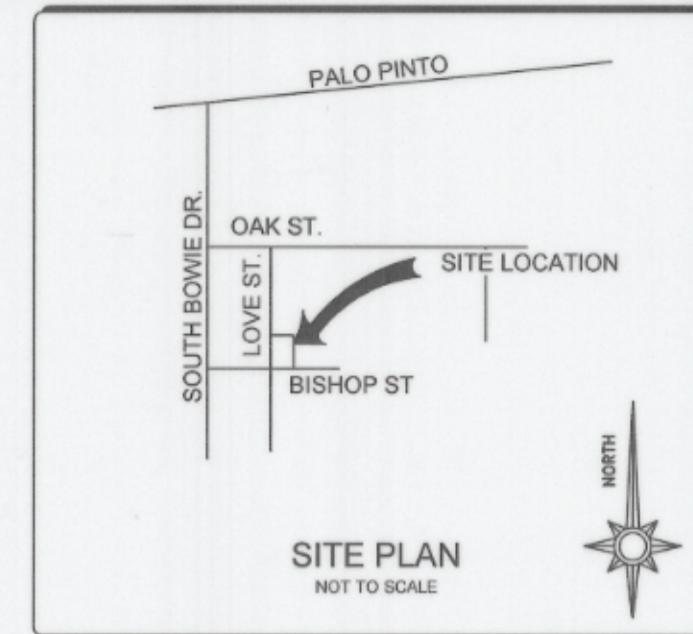 PALO PINTO
SOUTH BOWIE DR.
OAK ST.
LOVE ST.
SITE LOCATION
BISHOP ST
NORTH
SITE PLAN
NOT TO SCALE